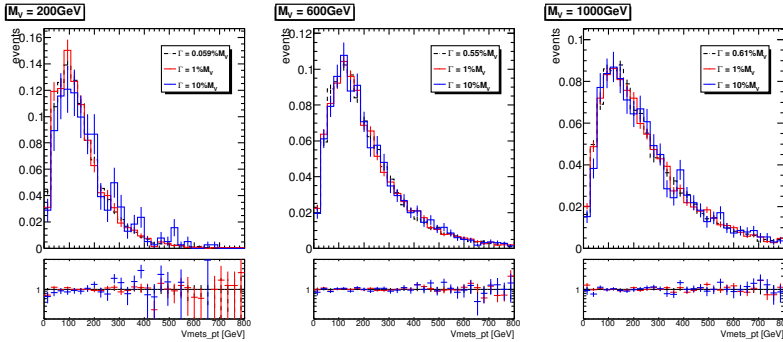 M_V = 200GeV
events
0.16
0.14
0.12
0.1
0.08
0.06
0.04
0.02
0
Γ = 0.059%M_V
Γ = 1%M_V
Γ = 10%M_V
1
0 100 200 300 400 500 600 700 800
Vmets_pt [GeV]
M_V = 600GeV
events
0.12
0.1
0.08
0.06
0.04
0.02
0
Γ = 0.55%M_V
Γ = 1%M_V
Γ = 10%M_V
1
0 100 200 300 400 500 600 700 800
Vmets_pt [GeV]
M_V = 1000GeV
events
0.1
0.08
0.06
0.04
0.02
0
Γ = 0.61%M_V
Γ = 1%M_V
Γ = 10%M_V
1
0 100 200 300 400 500 600 700 800
Vmets_pt [GeV]